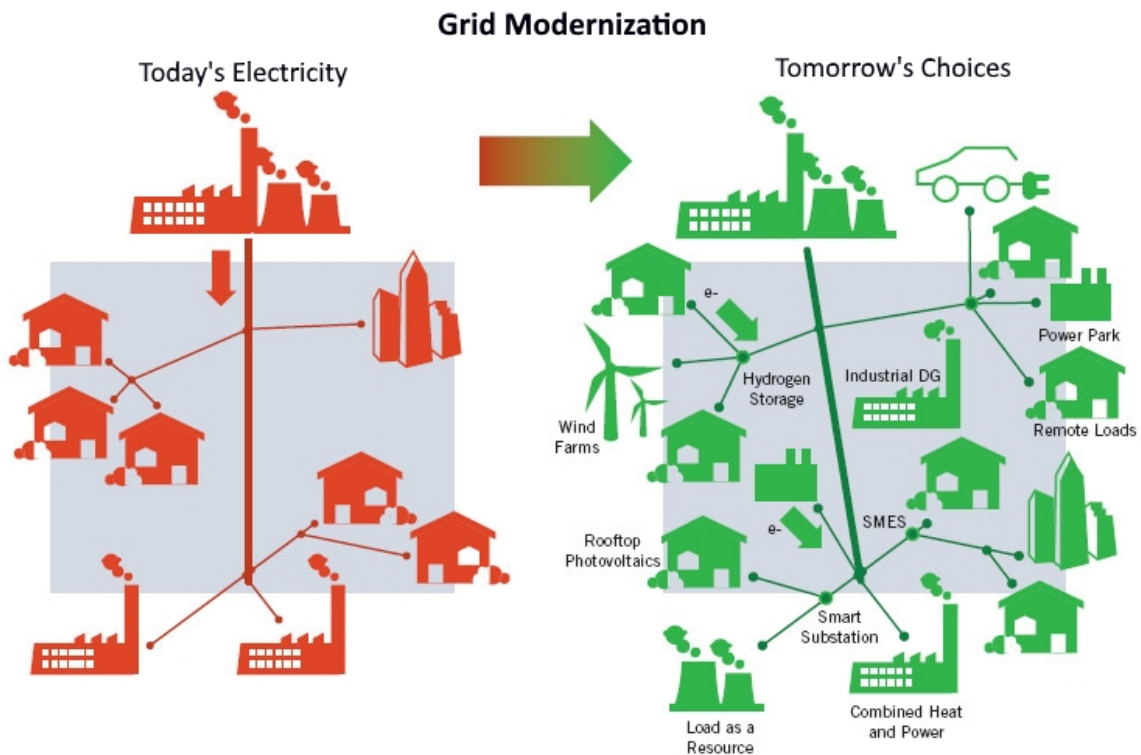 Grid Modernization
Today's Electricity
Tomorrow's Choices
e-
Power Park
Hydrogen
Storage
Industrial DG
Wind
Farms
Remote Loads
SMES
e-
Rooftop
Photovoltaics
Smart
Substation
Load as a
Resource
Combined Heat
and Power